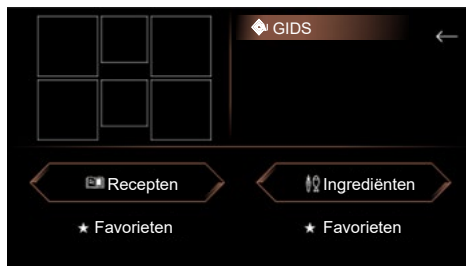 GIDS
Recepten
Ingrediënten
Favorieten
Favorieten